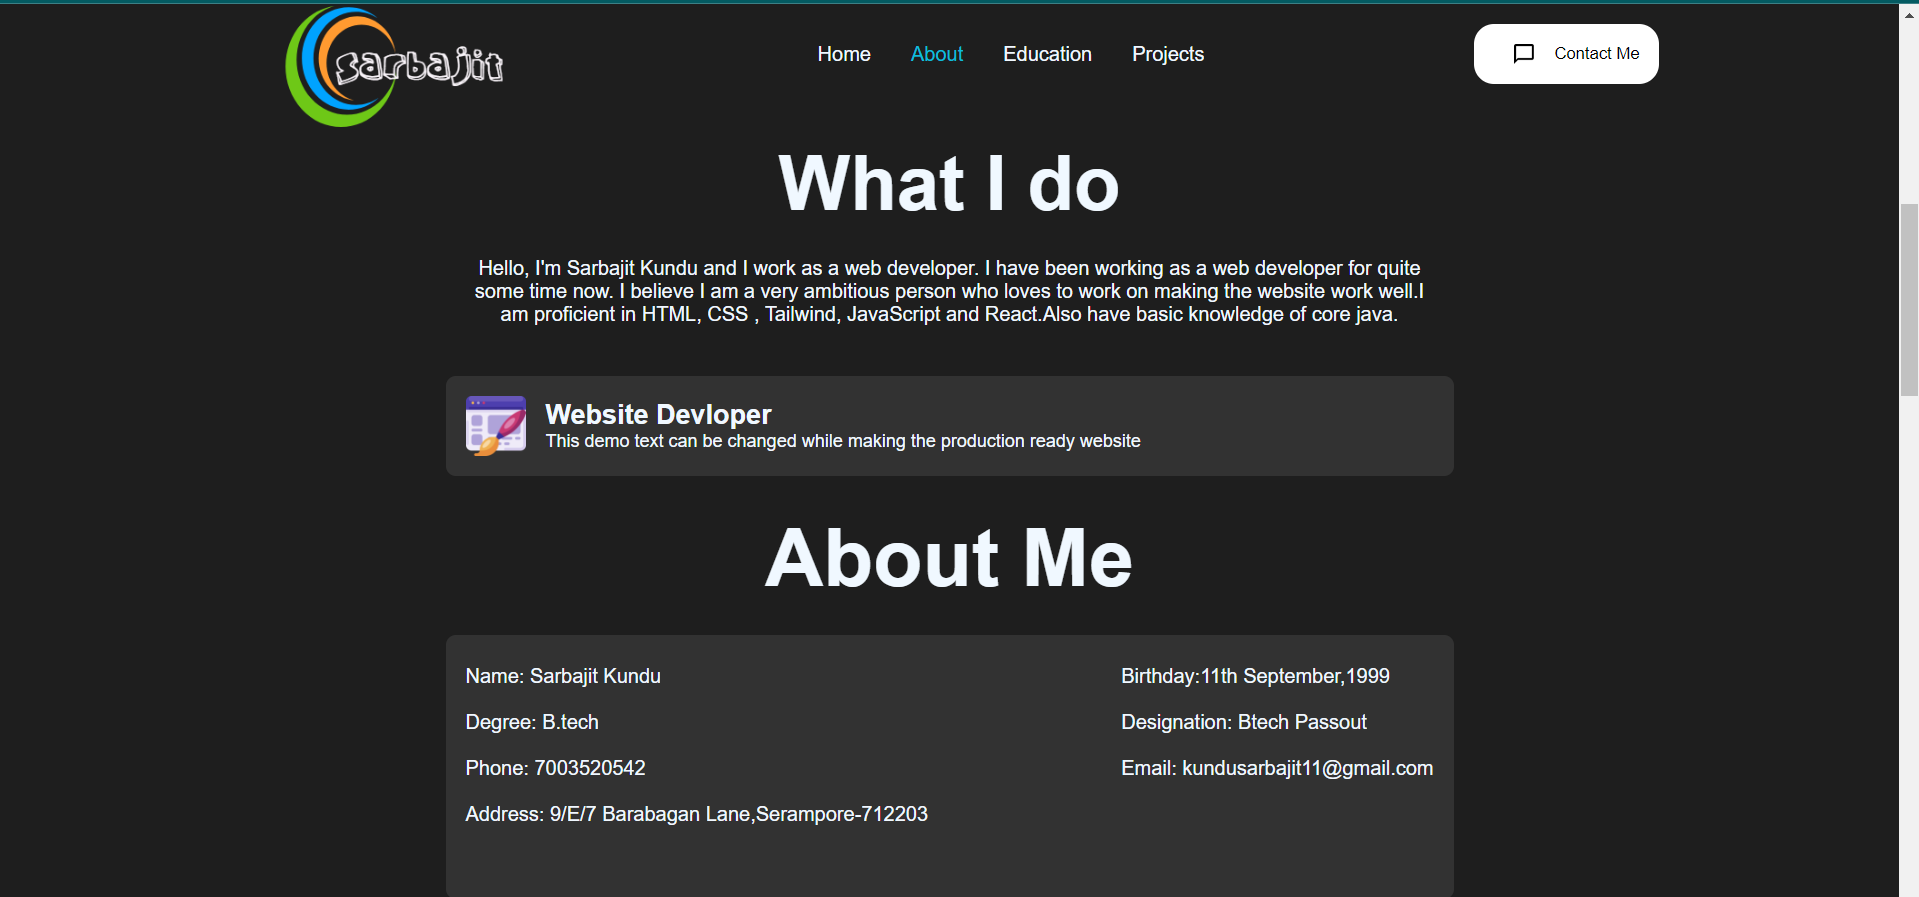 sarbajit
Home
About
Education
Projects
Contact Me
What I do
Hello, I'm Sarbajit Kundu and I work as a web developer. I have been working as a web developer for quite
some time now. I believe I am a very ambitious person who loves to work on making the website work well.I
am proficient in HTML, CSS , Tailwind, JavaScript and React.Also have basic knowledge of core java.
Website Devloper
This demo text can be changed while making the production ready website
About Me
Name: Sarbajit Kundu
Birthday:11th September,1999
Degree: B.tech
Designation: Btech Passout
Phone: 7003520542
Email: kundusarbajit11@gmail.com
Address: 9/E/7 Barabagan Lane,Serampore-712203